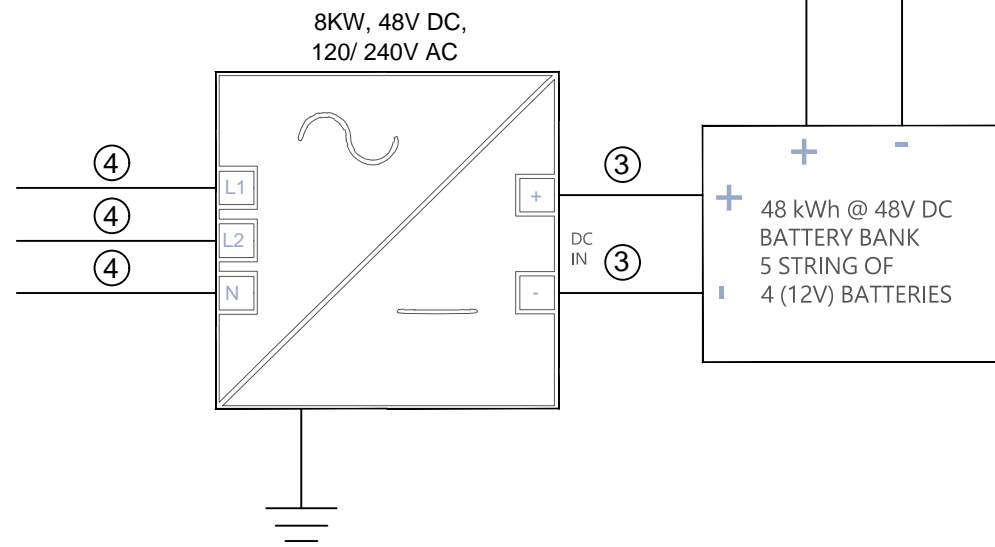 8KW, 48V DC,
120/ 240V AC
+ -
4
L1
3
+
+
4
L2
DC
IN
48 kWh @ 48V DC
BATTERY BANK
5 STRING OF
4 (12V) BATTERIES
4
N
3
-
-